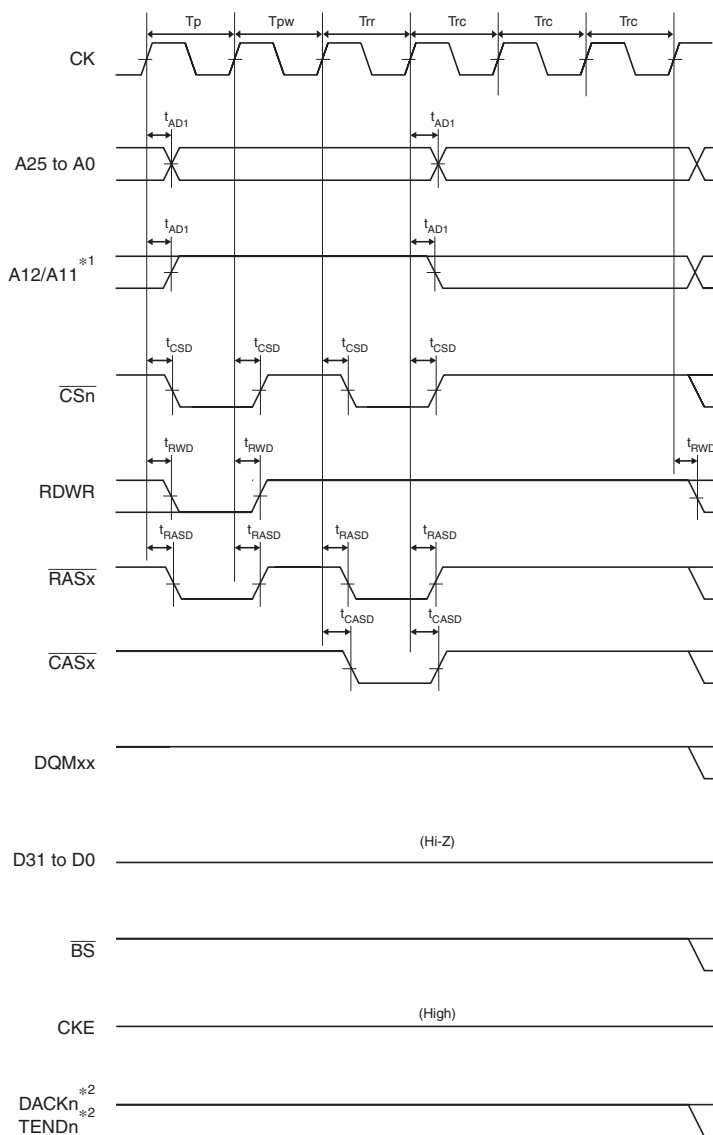 Tp Tpw Trr Trc Trc Trc
CK
tAD1 tAD1
A25 to A0
tAD1 tAD1
A12/A11*1
tCSD tCSD tCSD tCSD
CSn
tRWD tRWD tRWD
RDWR
tRASD tRASD tRASD tRASD
RASx
tCASD tCASD
CASx
DQMxx
(Hi-Z)
D31 to D0
BS
(High)
CKE
DACKn*2
TENDn*2